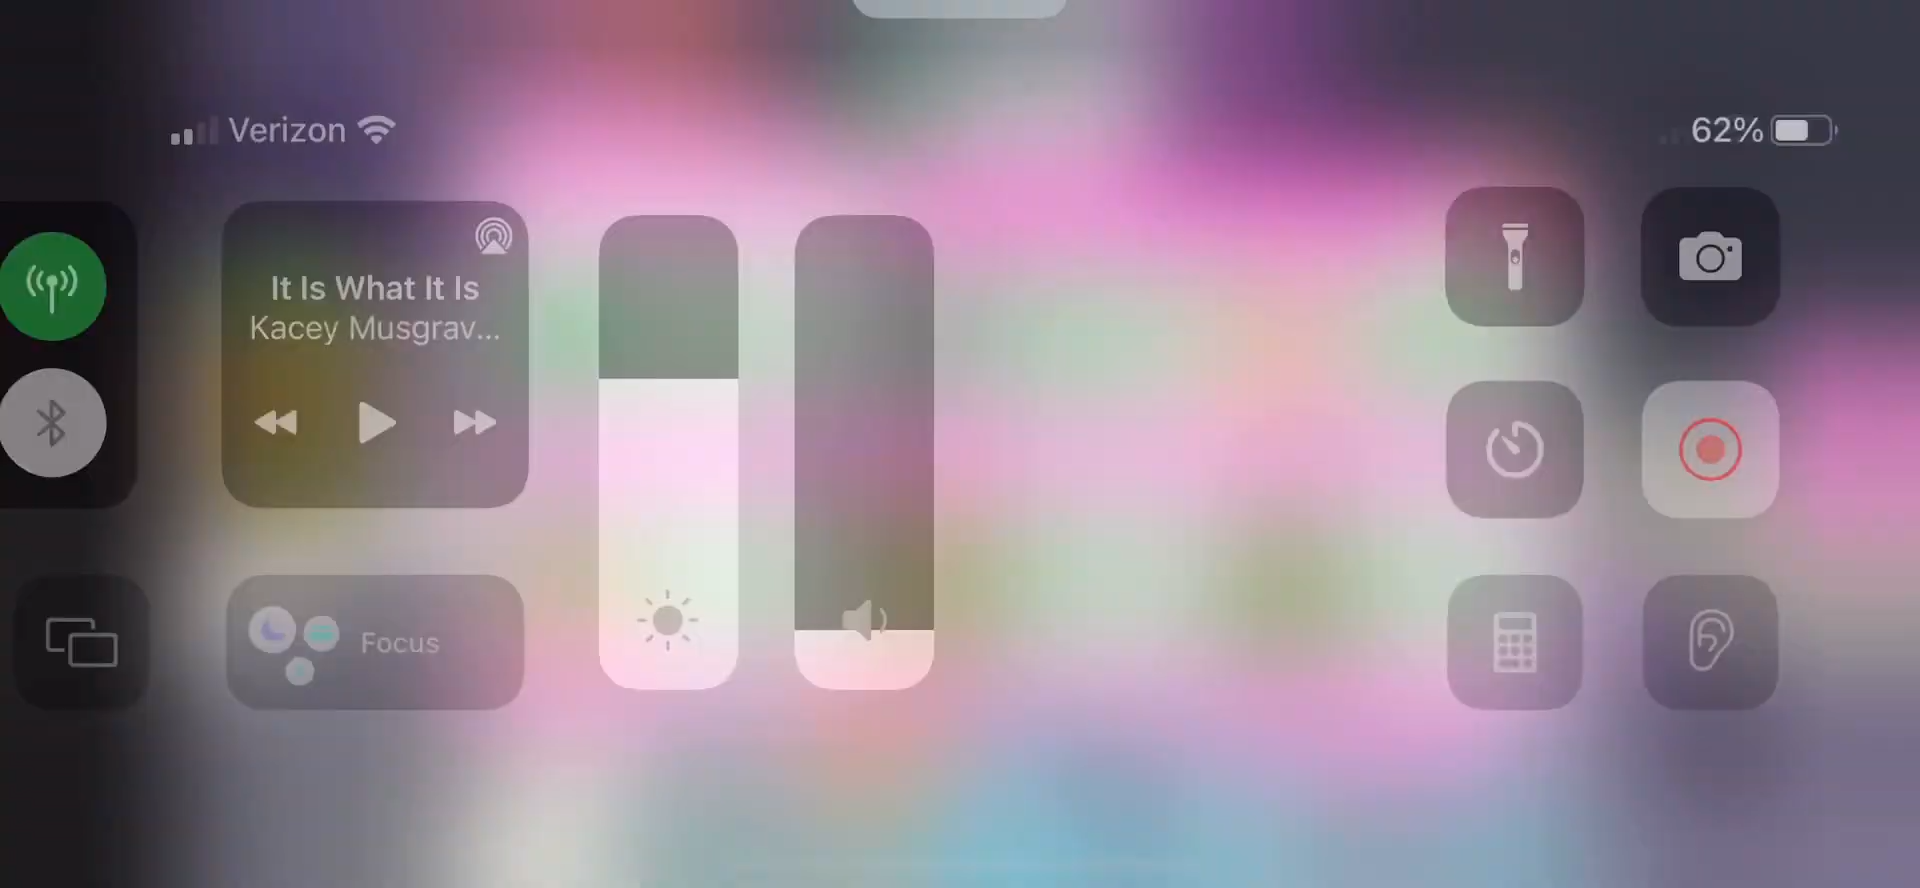 Verizon
62%
It Is What It Is
Kacey Musgrav...
Focus